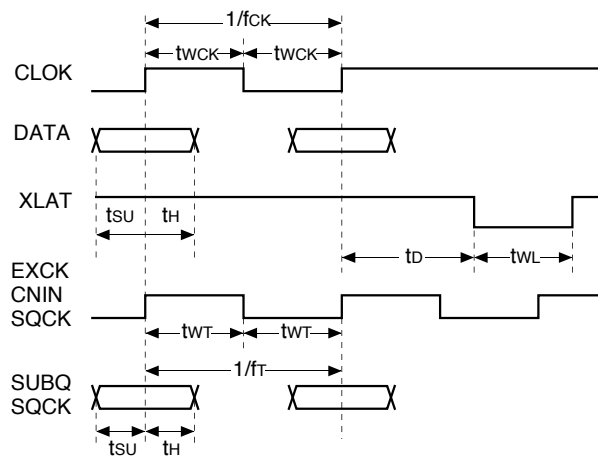 1/fCK
tWCK tWCK
CLOK
DATA
XLAT
tSU tH
tD tWL
EXCK
CNIN
SQCK
tWT tWT
1/fT
SUBQ
SQCK
tSU tH